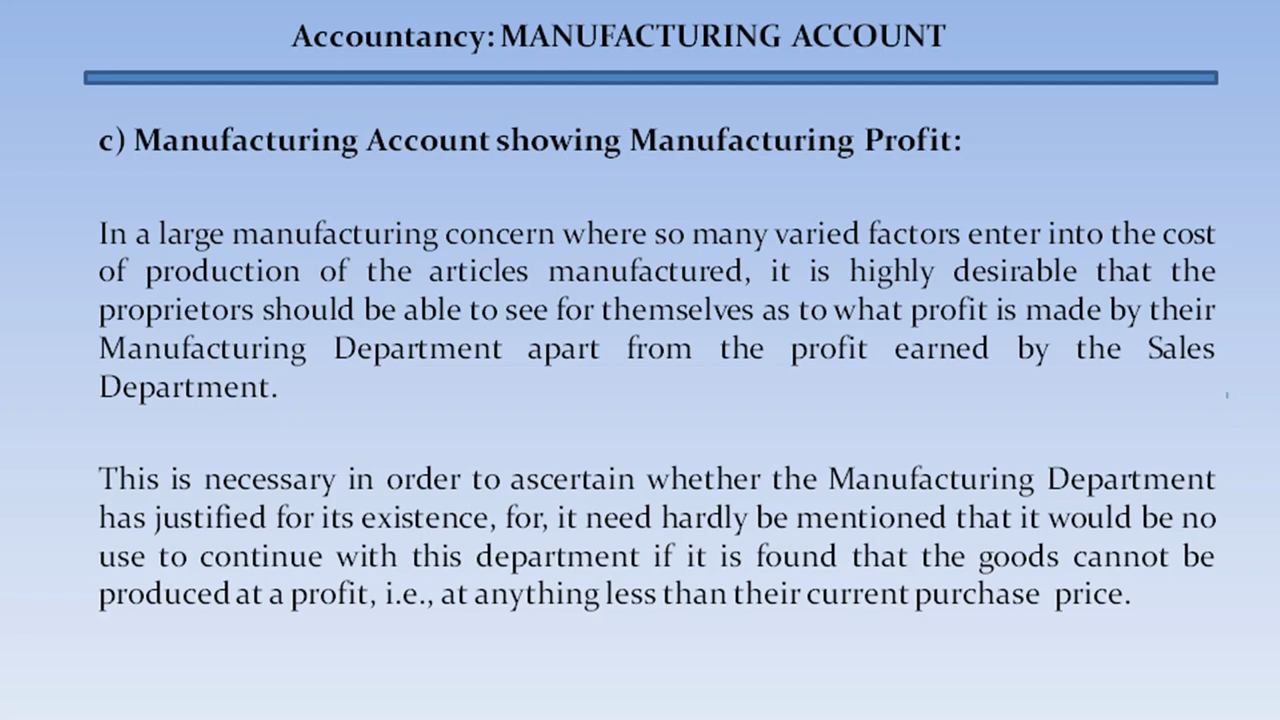 Accountancy: MANUFACTURING ACCOUNT
c) Manufacturing Account showing Manufacturing Profit:
In a large manufacturing concern where so many varied factors enter into the cost
of production of the articles manufactured, it is highly desirable that the
proprietors should be able to see for themselves as to what profit is made by their
Manufacturing Department apart from the profit earned by the Sales
Department.
This is necessary in order to ascertain whether the Manufacturing Department
has justified for its existence, for, it need hardly be mentioned that it would be no
use to continue with this department if it is found that the goods cannot be
produced at a profit, i.e., at anything less than their current purchase price.